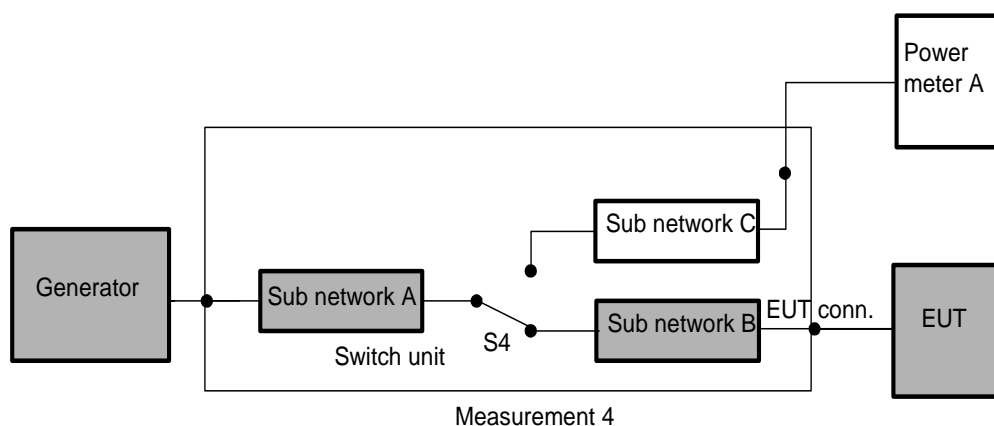 Power
meter A
Sub network C
Generator
Sub network A
Sub network B
EUT conn.
EUT
S4
Switch unit
Measurement 4